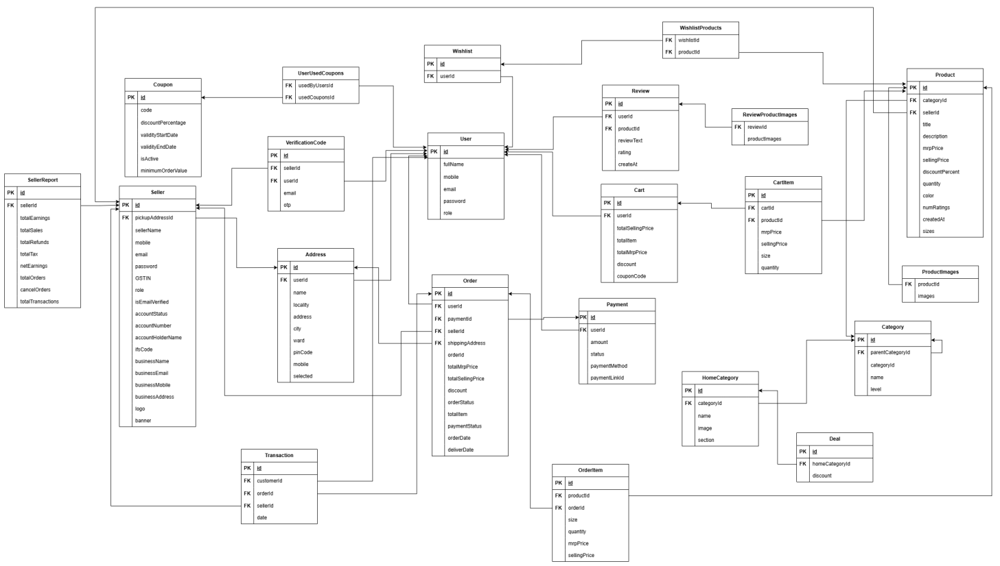 WishlistProducts
FK wishlistId
FK productId
Wishlist
PK id
FK userId
UserUsedCoupons
FK usedByUsersId
FK usedCouponsId
Coupon
PK id
code
discountPercentage
validityStartDate
validityEndDate
isActive
minimumOrderValue
Product
PK id
FK categoryId
FK sellerId
title
description
mrpPrice
sellingPrice
discountPercent
quantity
color
numRatings
createdAt
sizes
Review
PK id
FK userId
FK productId
reviewText
rating
createAt
ReviewProductImages
FK reviewId
productImages
User
PK id
fullName
mobile
email
password
role
VerificationCode
PK id
FK sellerId
FK userId
email
otp
SellerReport
PK id
FK sellerId
totalEarnings
totalSales
totalRefunds
totalTax
netEarnings
totalOrders
cancelOrders
totalTransactions
Seller
PK id
FK pickupAddressId
sellerName
mobile
email
password
GSTIN
role
isEmailVerified
accountStatus
accountNumber
accountHolderName
ifsCode
businessName
businessEmail
businessMobile
businessAddress
logo
banner
Cart
PK id
FK userId
totalSellingPrice
totalItem
totalMrpPrice
discount
couponCode
CartItem
PK id
FK cartId
FK productId
mrpPrice
sellingPrice
size
quantity
Address
PK id
FK userId
name
locality
address
city
ward
pinCode
mobile
selected
Order
PK id
FK userId
FK paymentId
FK sellerId
FK shippingAddress
orderId
totalMrpPrice
totalSellingPrice
discount
orderStatus
totalItem
paymentStatus
orderDate
deliverDate
ProductImages
FK productId
images
Payment
PK id
FK userId
amount
status
paymentMethod
paymentLinkId
Category
PK id
FK parentCategoryId
categoryId
name
level
HomeCategory
PK id
FK categoryId
name
image
section
Deal
PK id
FK homeCategoryId
discount
Transaction
PK id
FK customerId
FK orderId
FK sellerId
date
OrderItem
PK id
FK productId
FK orderId
size
quantity
mrpPrice
sellingPrice